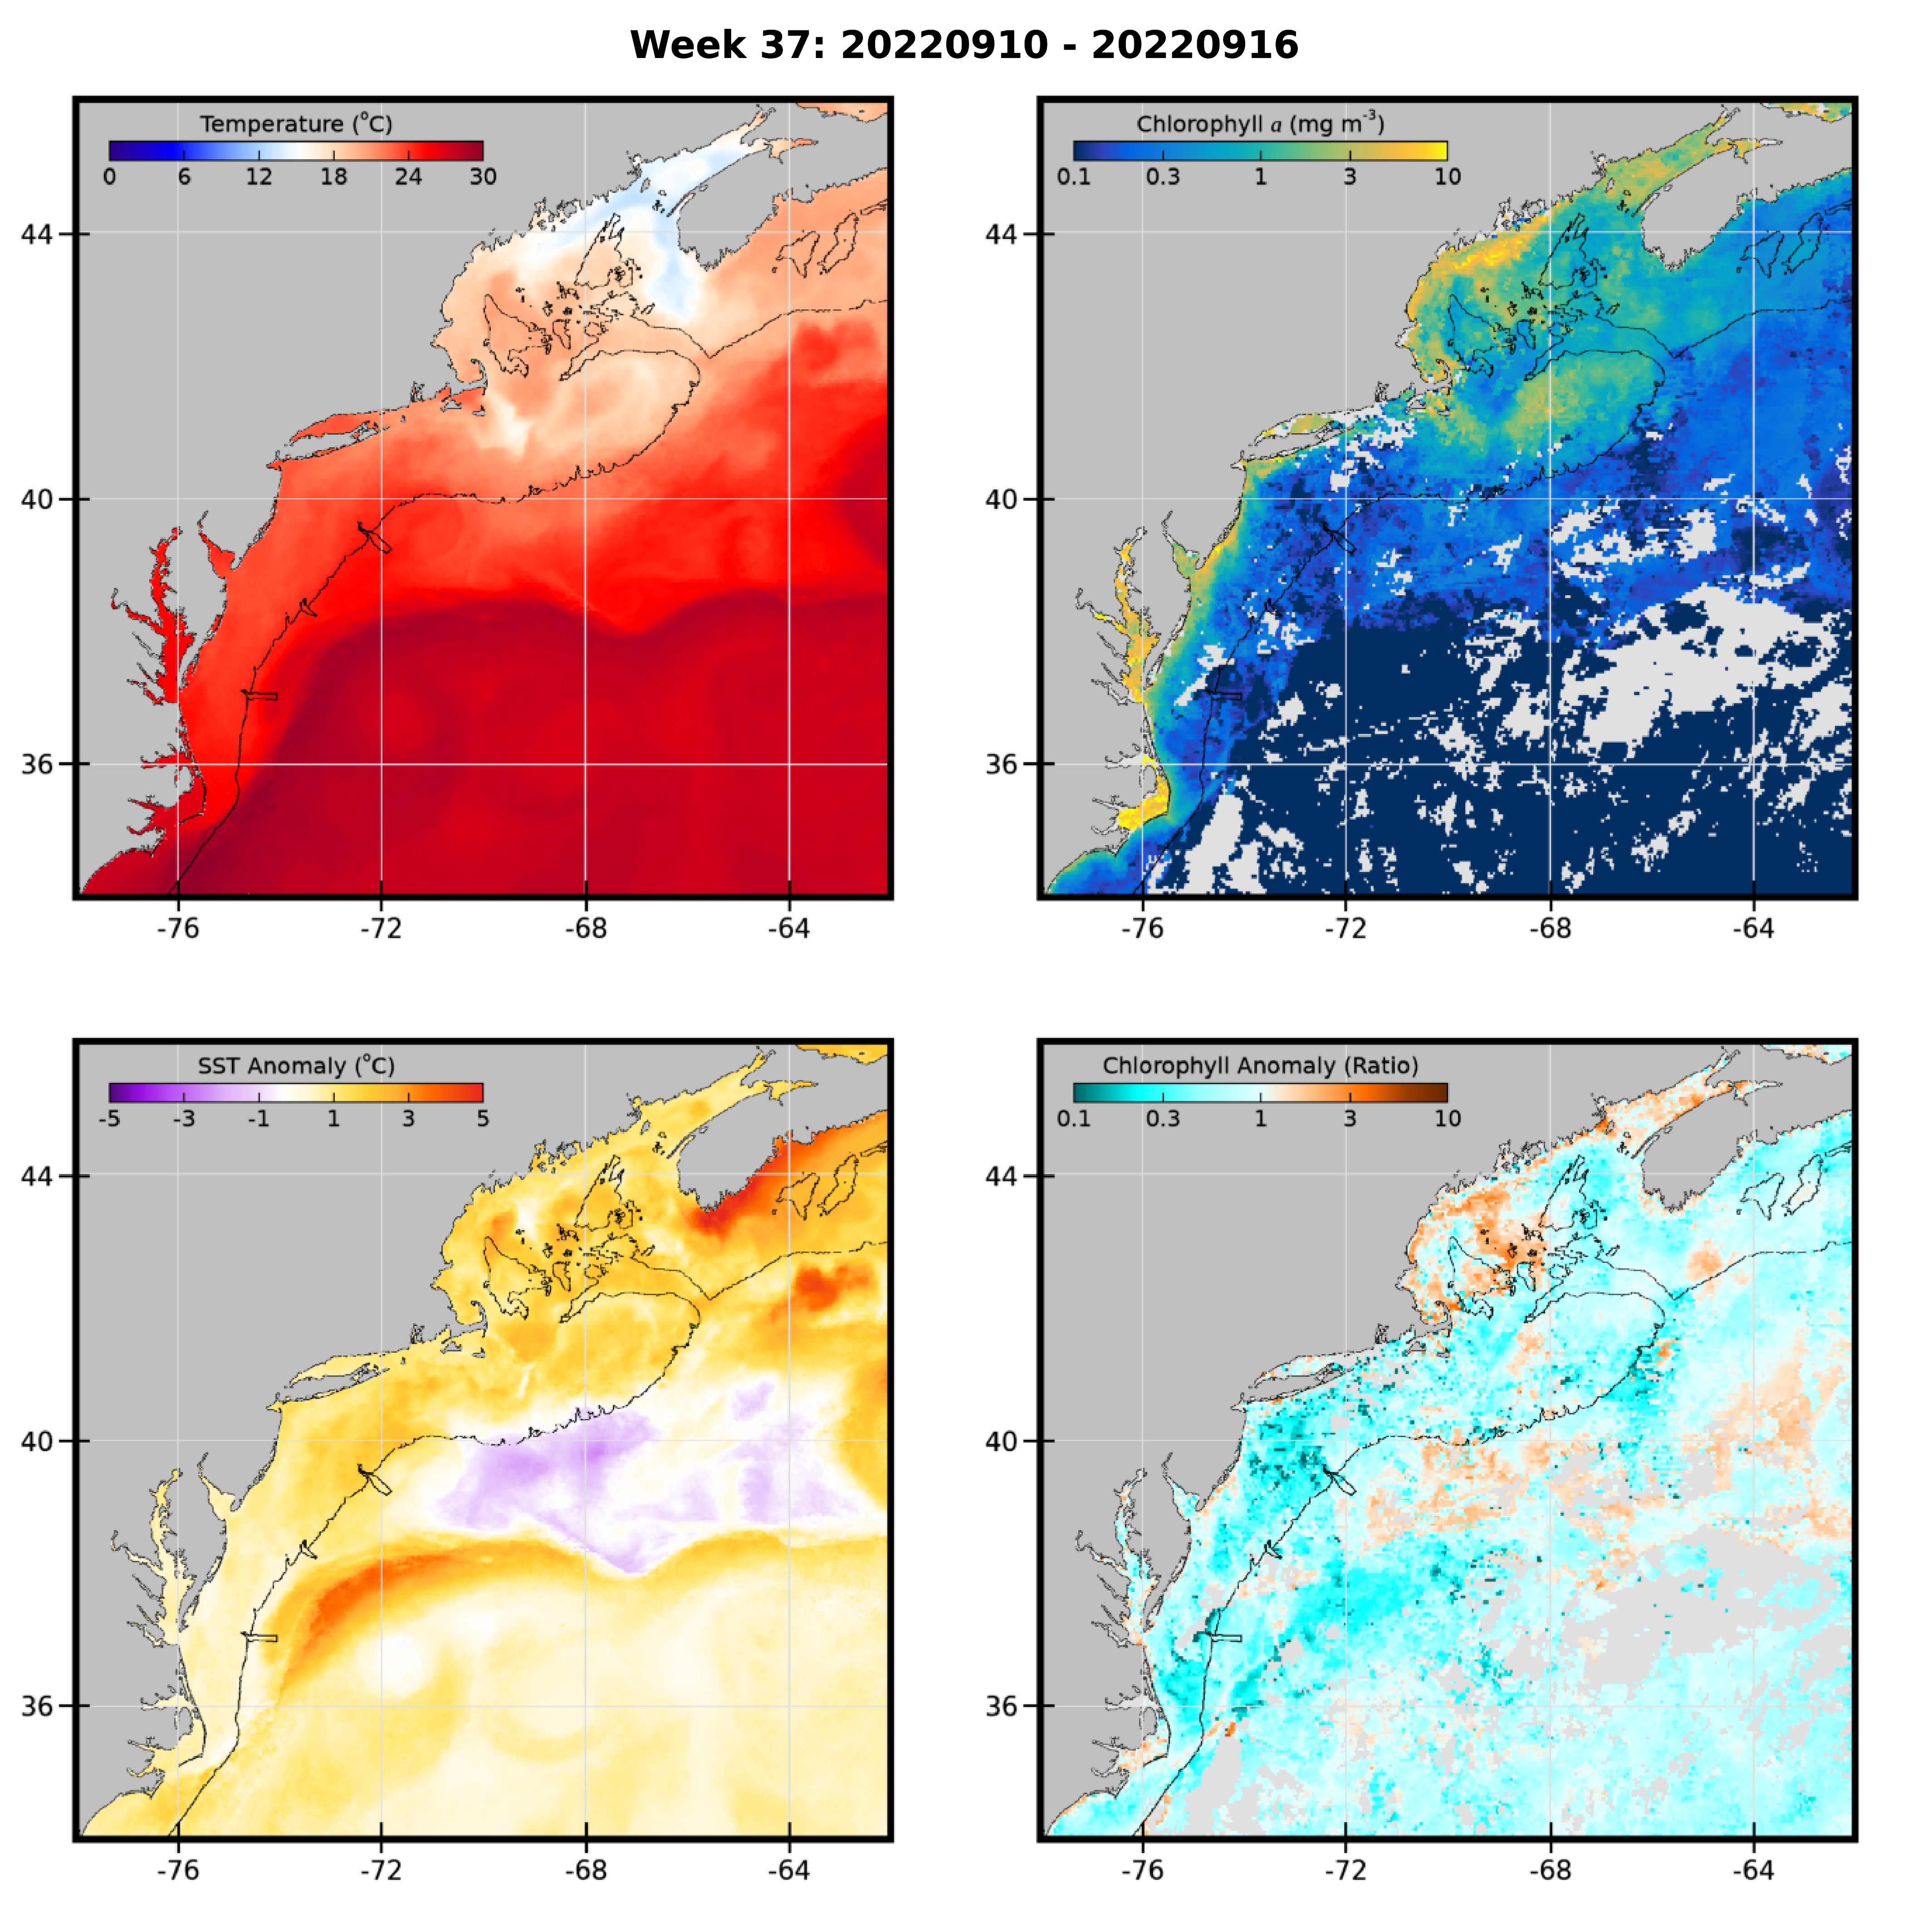 Week 37: 20220910 - 20220916
Temperature (°C)
0 6 12 18 24 30
44
40
36
-76 -72 -68 -64
Chlorophyll a (mg m⁻³)
0.1 0.3 1 3 10
44
40
36
-76 -72 -68 -64
SST Anomaly (°C)
-5 -3 -1 1 3 5
44
40
36
-76 -72 -68 -64
Chlorophyll Anomaly (Ratio)
0.1 0.3 1 3 10
44
40
36
-76 -72 -68 -64